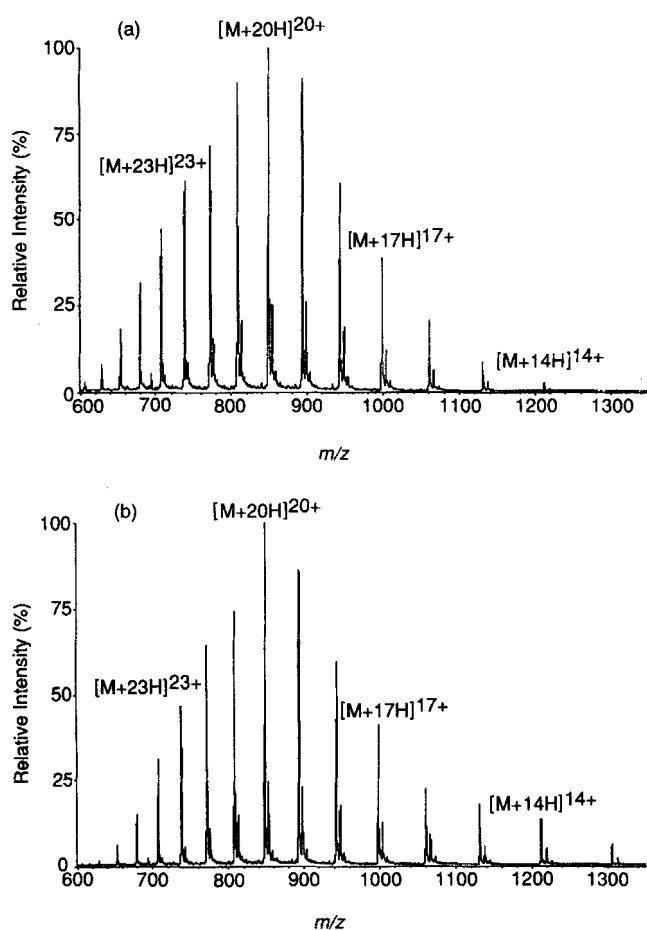 (a)
[M+20H]20+
100
[M+23H]23+
75
Relative Intensity (%)
50
[M+17H]17+
25
[M+14H]14+
0
600 700 800 900 1000 1100 1200 1300
m/z
(b)
[M+20H]20+
100
75
Relative Intensity (%)
[M+23H]23+
[M+17H]17+
50
25
[M+14H]14+
0
600 700 800 900 1000 1100 1200 1300
m/z